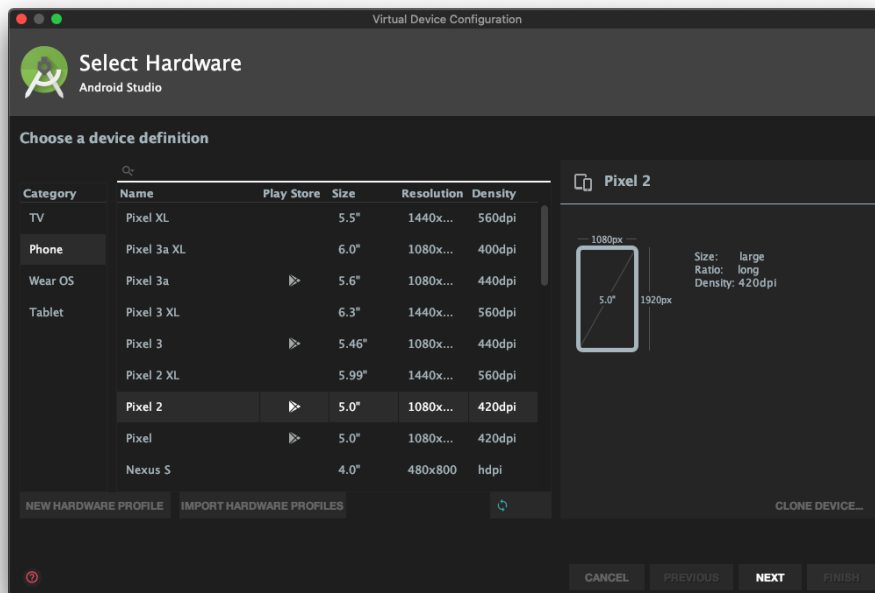 Virtual Device Configuration
Select Hardware
Android Studio
Choose a device definition
Category
TV
Phone
Wear OS
Tablet
Name Play Store Size Resolution Density
Pixel XL 5.5" 1440x... 560dpi
Pixel 3a XL 6.0" 1080x... 400dpi
Pixel 3a 5.6" 1080x... 440dpi
Pixel 3 XL 6.3" 1440x... 560dpi
Pixel 3 5.46" 1080x... 440dpi
Pixel 2 XL 5.99" 1440x... 560dpi
Pixel 2 5.0" 1080x... 420dpi
Pixel 5.0" 1080x... 420dpi
Nexus S 4.0" 480x800 hdpi
NEW HARDWARE PROFILE IMPORT HARDWARE PROFILES
Pixel 2
1080px
5.0"
1920px
Size: large
Ratio: long
Density: 420dpi
CLONE DEVICE...
?
CANCEL PREVIOUS NEXT FINISH